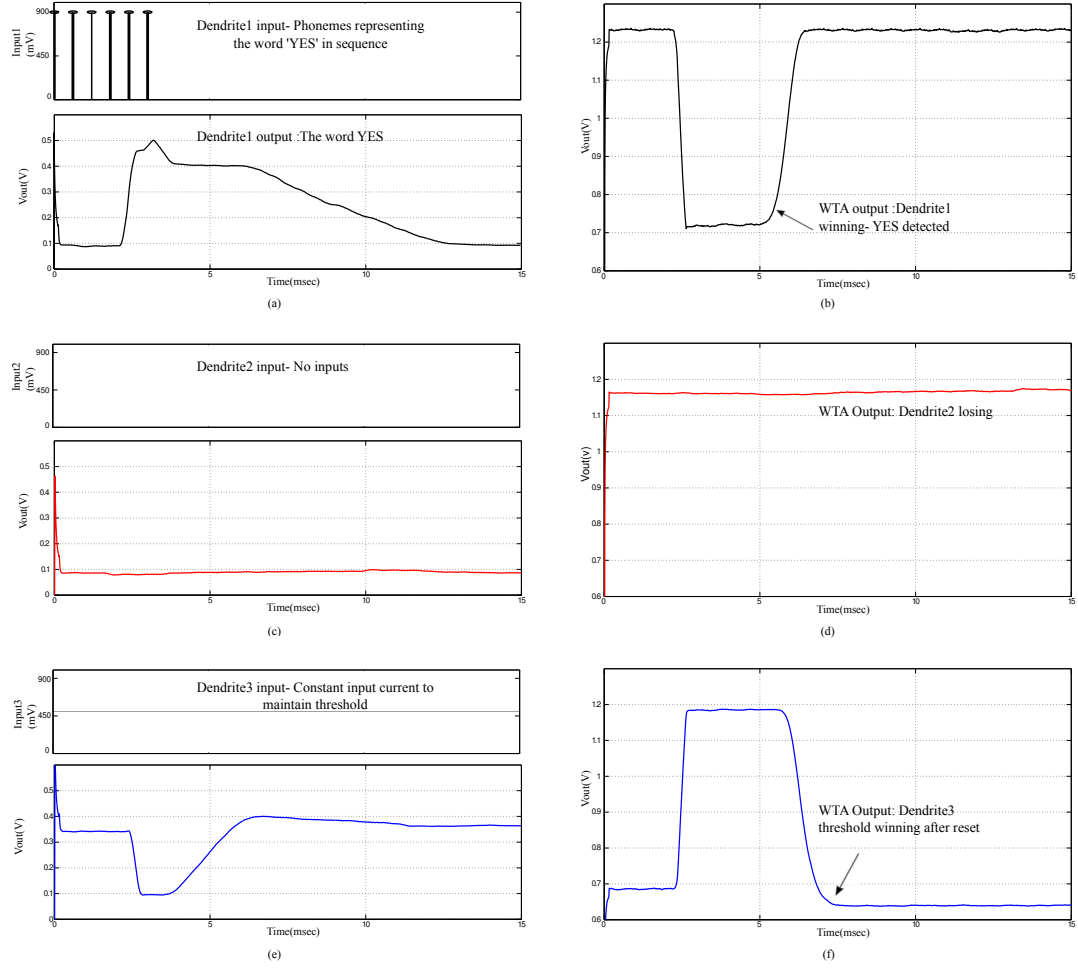 900
450
0
Input1
(mV)
Dendrite1 input- Phonemes representing
the word 'YES' in sequence
0.5
0.4
0.3
0.2
0.1
0
Vout(V)
Dendrite1 output :The word YES
0
5
10
15
Time(msec)
(a)
1.2
1.1
1
0.9
0.8
0.7
0.6
Vout(V)
WTA output :Dendrite1
winning- YES detected
0
5
10
15
Time(msec)
(b)
900
450
0
Input2
(mV)
Dendrite2 input- No inputs
0.5
0.4
0.3
0.2
0.1
0
Vout(V)
0
5
10
15
Time(msec)
(c)
1.2
1.1
1
0.9
0.8
0.7
0.6
Vout(v)
WTA Output: Dendrite2 losing
0
5
10
15
Time(msec)
(d)
900
450
0
Input3
(mV)
Dendrite3 input- Constant input current to
maintain threshold
0.5
0.4
0.3
0.2
0.1
0
Vout(V)
0
5
10
15
Time(msec)
(e)
1.2
1.1
1
0.9
0.8
0.7
0.6
Vout(V)
WTA Output: Dendrite3
threshold winning after reset
0
5
10
15
Time(msec)
(f)